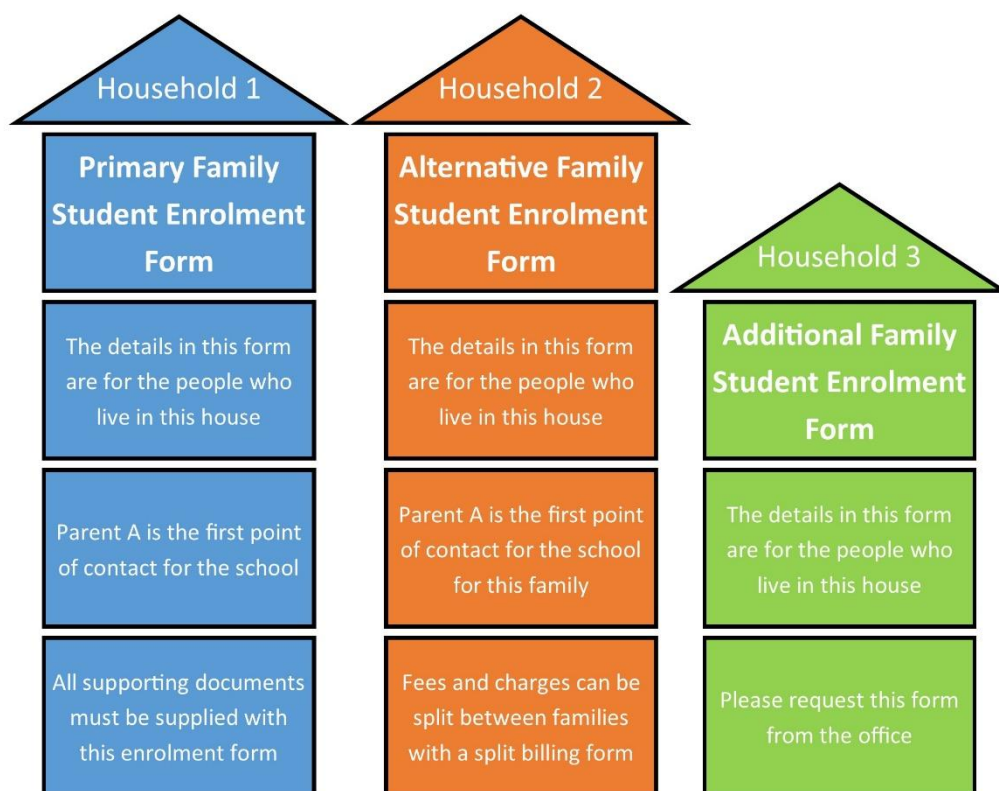 Household 1
Primary Family
Student Enrolment
Form
The details in this form
are for the people who
live in this house
Parent A is the first point
of contact for the school
All supporting documents
must be supplied with
this enrolment form
Household 2
Alternative Family
Student Enrolment
Form
The details in this form
are for the people who
live in this house
Parent A is the first point
of contact for the school
for this family
Fees and charges can be
split between families
with a split billing form
Household 3
Additional Family
Student Enrolment
Form
The details in this form
are for the people who
live in this house
Please request this form
from the office